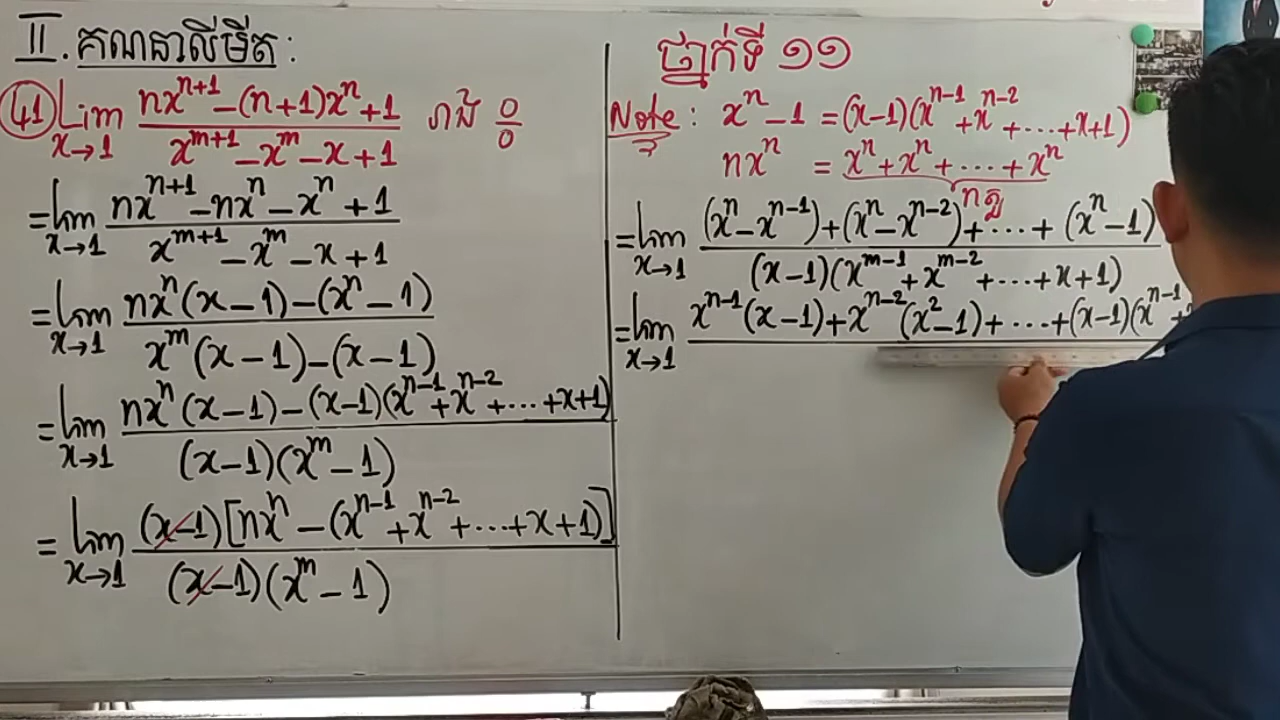 II. គណនាលីមីត :
41 Lim x→1 (nx^{n+1} – (n+1)x^n + 1)/(x^{m+1} – x^m – x + 1) រាង 0/0
= lim x→1 (nx^{n+1} – nx^n – x^n + 1)/(x^{m+1} – x^m – x + 1)
= lim x→1 (nx^n(x–1) – (x^n – 1))/(x^m(x–1) – (x–1))
= lim x→1 (nx^n(x–1) – (x–1)(x^{n-1} + x^{n-2} + ... + x+1))/((x–1)(x^m – 1))
= lim x→1 ((x–1)[nx^n – (x^{n-1} + x^{n-2} + ... + x + 1)])/((x–1)(x^m – 1))
ថ្នាក់ទី ១១
Note : x^n – 1 = (x–1)(x^{n-1} + x^{n-2} + ... + x+1)
nx^n = x^n + x^n + ... + x^n
n តួ
= lim x→1 ((x^n – x^{n-1}) + (x^n – x^{n-2}) + ... + (x^n – 1))/((x–1)(x^{m-1} + x^{m-2} + ... + x + 1))
= lim x→1 x^{n-1}(x–1) + x^{n-2}(x^2–1) + ... + (x–1)(x^{n-1} +